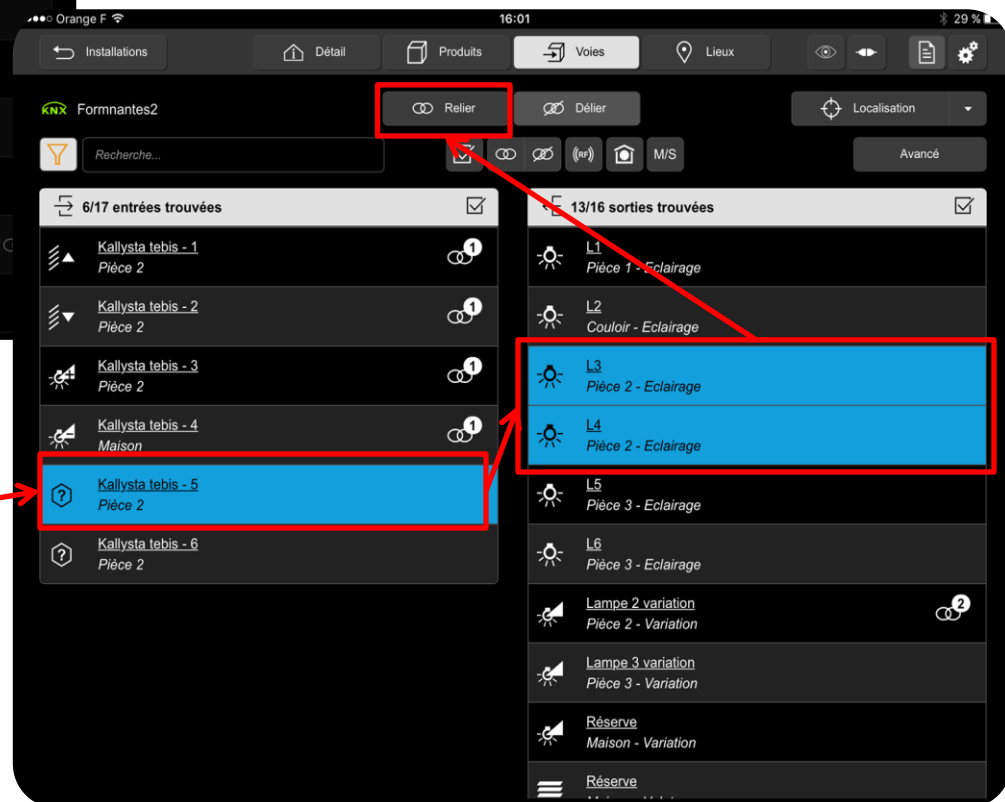 Orange F 16:01 29 %
Installations Détail Produits Voies Lieux
KNX Formnantes2 Relier Délier Localisation
Recherche... RF M/S Avancé
6/17 entrées trouvées
Kallysta tebis - 1 1
Pièce 2
Kallysta tebis - 2 1
Pièce 2
Kallysta tebis - 3 1
Pièce 2
Kallysta tebis - 4 1
Maison
? Kallysta tebis - 5
Pièce 2
? Kallysta tebis - 6
Pièce 2
13/16 sorties trouvées
L1
Pièce 1 - Eclairage
L2
Couloir - Eclairage
L3
Pièce 2 - Eclairage
L4
Pièce 2 - Eclairage
L5
Pièce 3 - Eclairage
L6
Pièce 3 - Eclairage
Lampe 2 variation 2
Pièce 2 - Variation
Lampe 3 variation
Pièce 3 - Variation
Réserve
Maison - Variation
Réserve